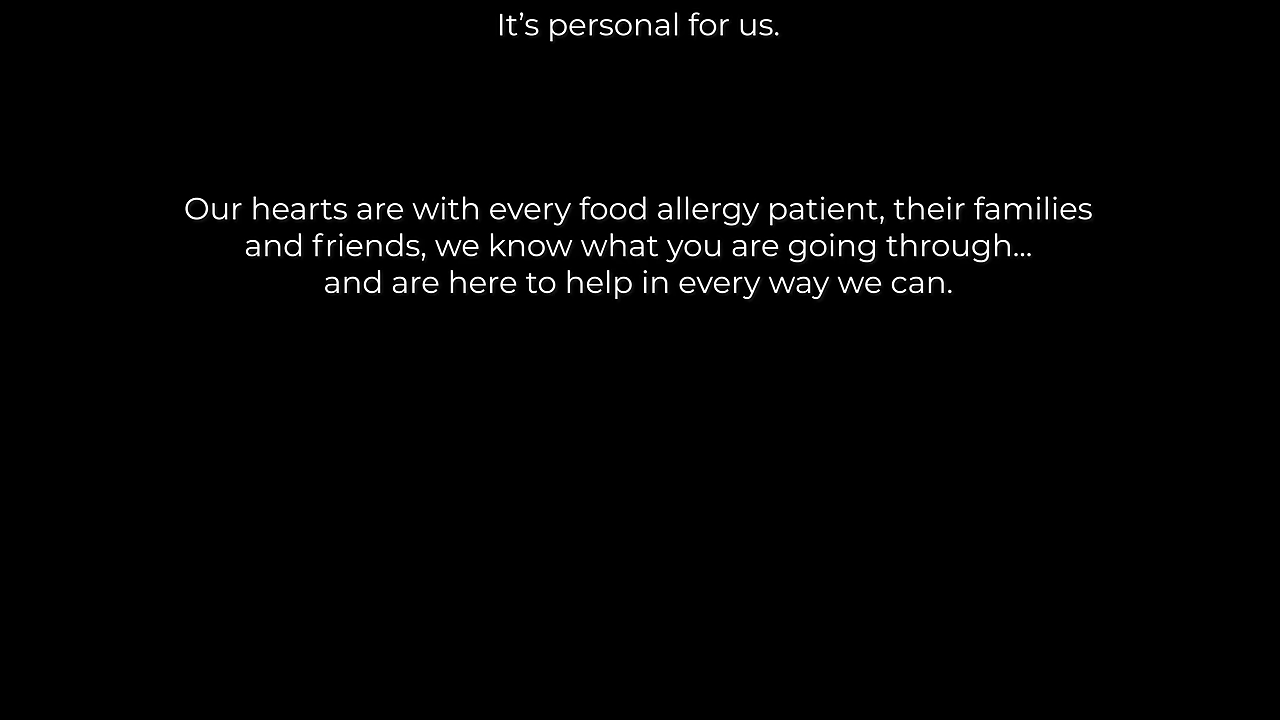 It’s personal for us.
Our hearts are with every food allergy patient, their families
and friends, we know what you are going through...
and are here to help in every way we can.